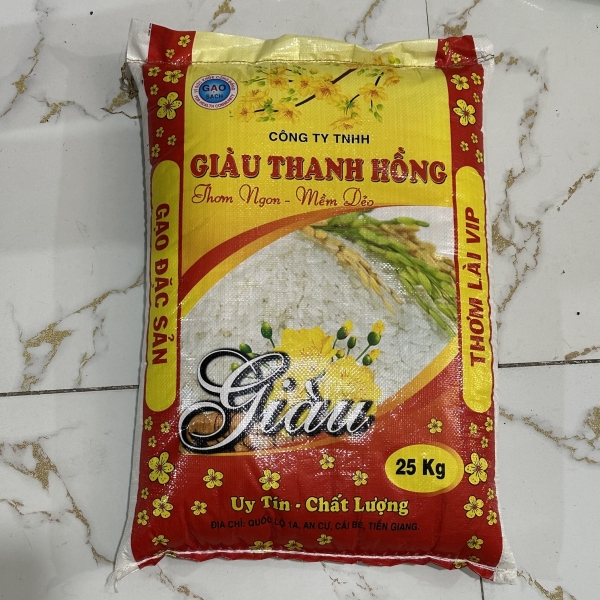 GẠO
SẠCH
CÔNG TY TNHH
GIÀU THANH HỒNG
Thơm Ngon - Mềm Dẻo
GẠO ĐẶC SẢN
THƠM LÀI VIP
Giàu
25 Kg
Uy Tín - Chất Lượng
ĐỊA CHỈ: QUỐC LỘ 1A, AN CƯ, CÁI BÈ, TIỀN GIANG.